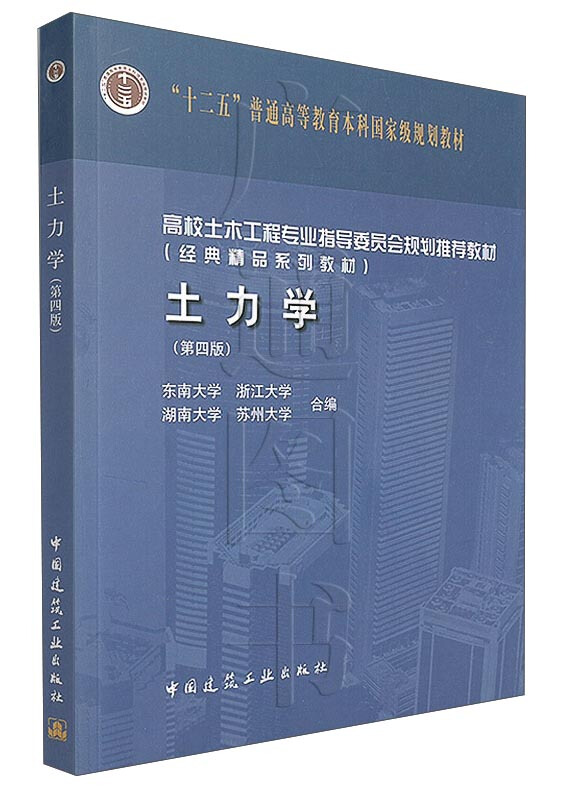 土力学(第四版)
中国建筑工业出版社
“十二五”普通高等教育本科国家级规划教材
高校土木工程专业指导委员会规划推荐教材
(经典精品系列教材)
土力学
(第四版)
东南大学 浙江大学
湖南大学 苏州大学 合编
中国建筑工业出版社
广通图书